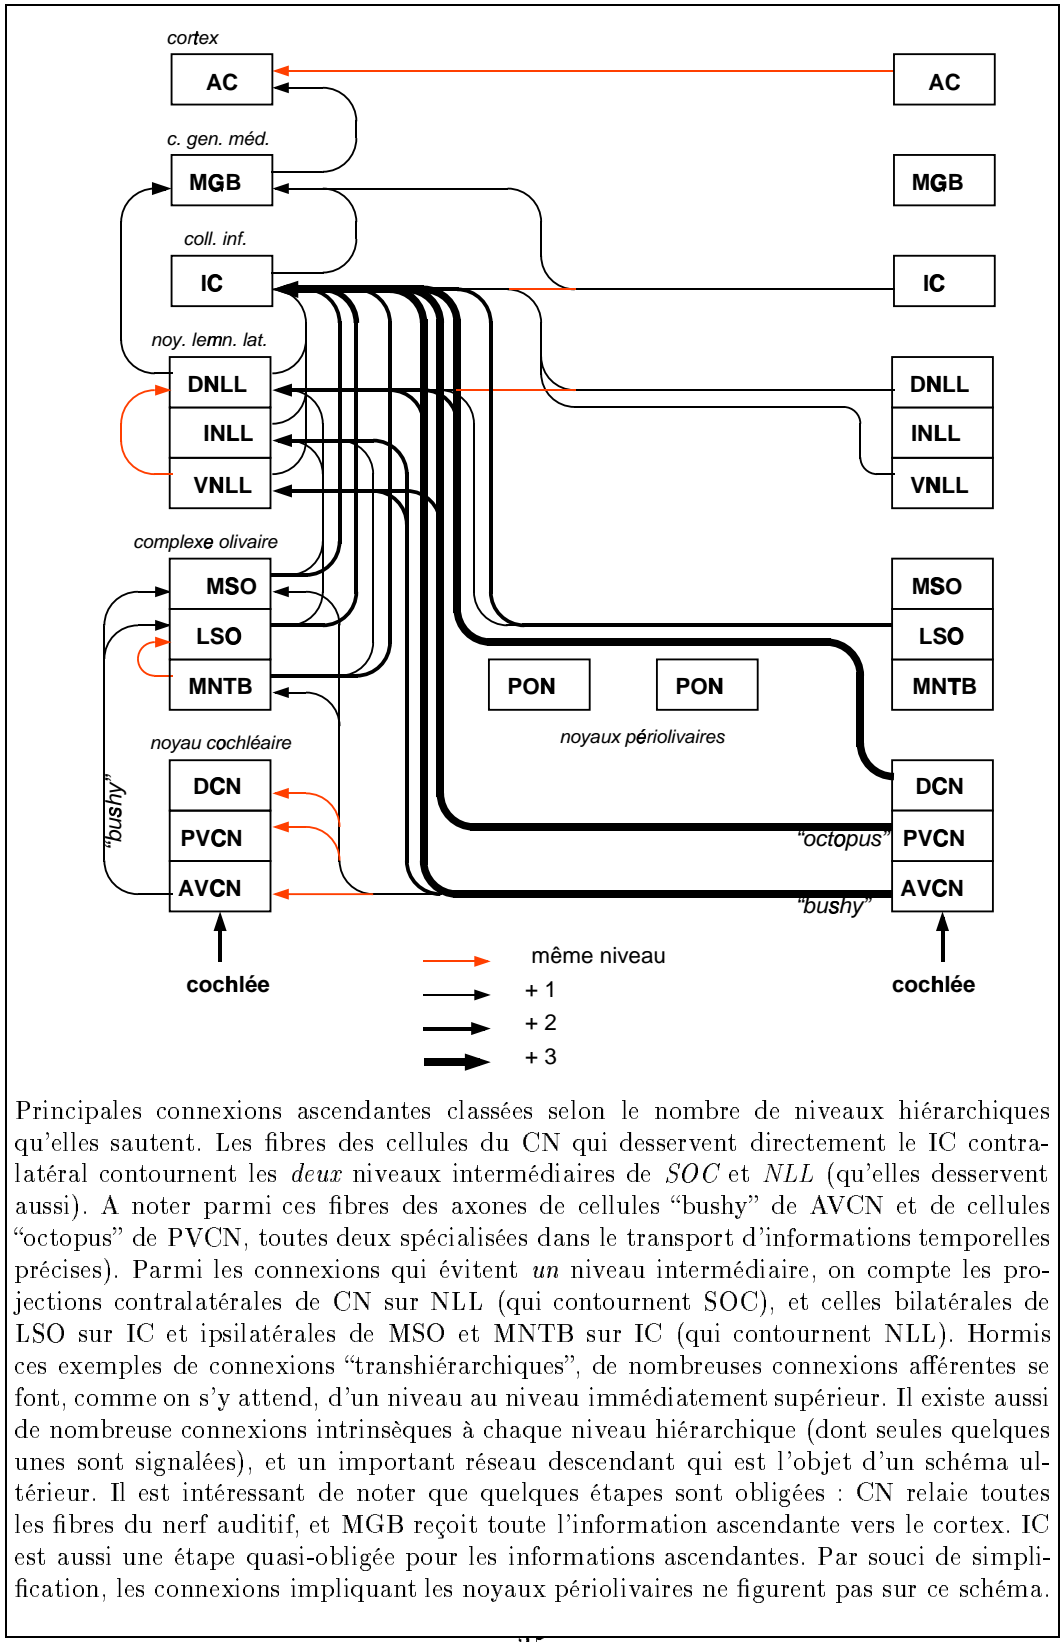 cortex
AC AC
c. gen. méd.
MGB MGB
coll. inf.
IC IC
noy. lemn. lat.
DNLL DNLL
INLL INLL
VNLL VNLL
complexe olivaire
MSO MSO
LSO LSO
MNTB PON PON MNTB
noyau cochléaire noyaux périolivaires
DCN DCN
“bushy”
PVCN “octopus” PVCN
AVCN AVCN
“bushy”
cochlée cochlée
même niveau
+ 1
+ 2
+ 3
Principales connexions ascendantes classées selon le nombre de niveaux hiérarchiques
qu'elles sautent. Les fibres des cellules du CN qui desservent directement le IC contra-
latéral contournent les deux niveaux intermédiaires de SOC et NLL (qu'elles desservent
aussi). A noter parmi ces fibres des axones de cellules “bushy” de AVCN et de cellules
“octopus” de PVCN, toutes deux spécialisées dans le transport d'informations temporelles
précises). Parmi les connexions qui évitent un niveau intermédiaire, on compte les pro-
jections contralatérales de CN sur NLL (qui contournent SOC), et celles bilatérales de
LSO sur IC et ipsilatérales de MSO et MNTB sur IC (qui contournent NLL). Hormis
ces exemples de connexions “transhiérarchiques”, de nombreuses connexions afférentes se
font, comme on s'y attend, d'un niveau au niveau immédiatement supérieur. Il existe aussi
de nombreuse connexions intrinsèques à chaque niveau hiérarchique (dont seules quelques
unes sont signalées), et un important réseau descendant qui est l'objet d'un schéma ul-
térieur. Il est intéressant de noter que quelques étapes sont obligées : CN relaie toutes
les fibres du nerf auditif, et MGB reçoit toute l'information ascendante vers le cortex. IC
est aussi une étape quasi-obligée pour les informations ascendantes. Par souci de simpli-
fication, les connexions impliquant les noyaux périolivaires ne figurent pas sur ce schéma.